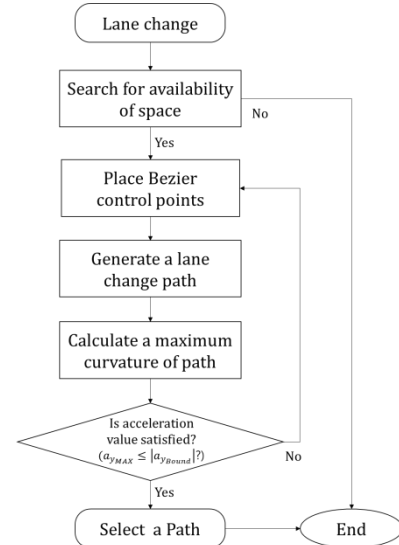 Lane change
Search for availability
of space
No
Yes
Place Bezier
control points
Generate a lane
change path
Calculate a maximum
curvature of path
Is acceleration
value satisfied?
(a_{y_{MAX}} ≤ |a_{y_{Bound}}|?)
No
Yes
Select a Path
End